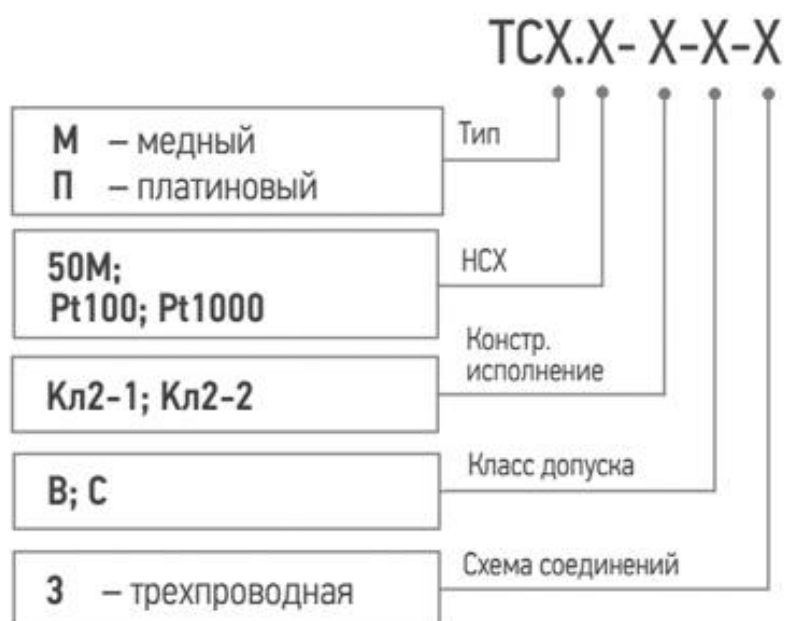 ТСХ.Х- Х-Х-Х
М – медный
П – платиновый
Тип
50М;
Pt100; Pt1000
НСХ
Кл2-1; Кл2-2
Констр.
исполнение
В; С
Класс допуска
3 – трехпроводная
Схема соединений